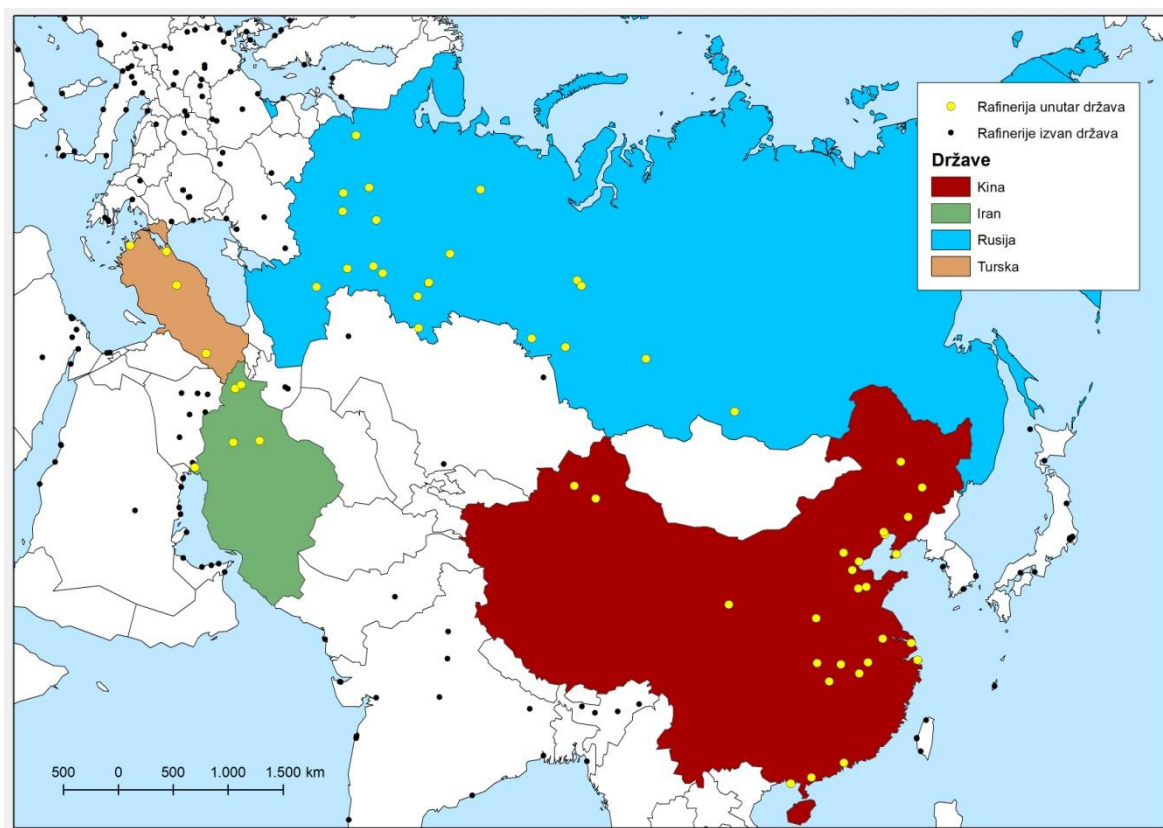 Rafinerija unutar država
Rafinerije izvan država
Države
Kina
Iran
Rusija
Turska
500 0 500 1.000 1.500 km